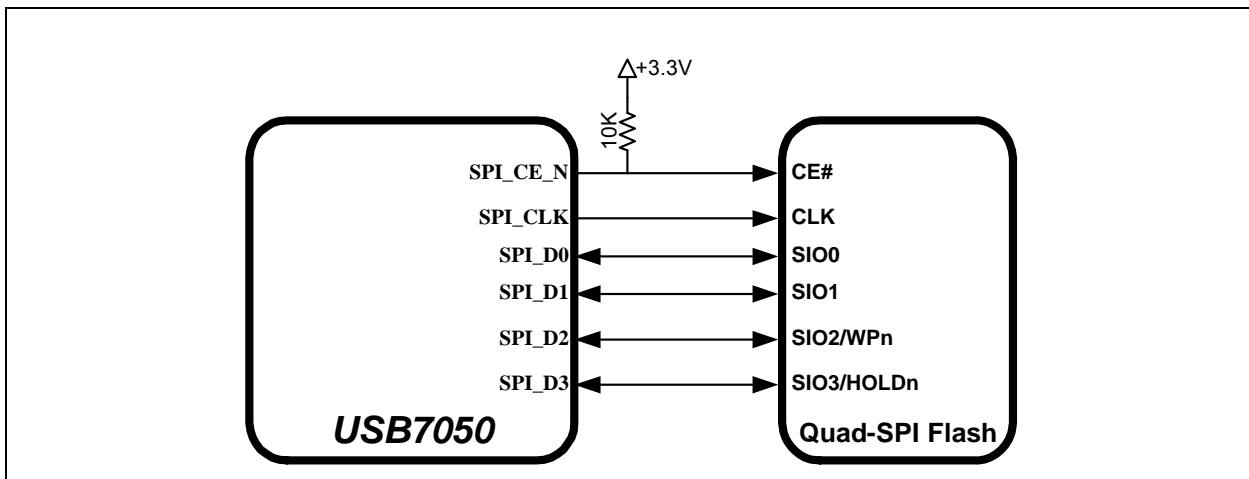 +3.3V
10K
SPI_CE_N CE#
SPI_CLK CLK
SPI_D0 SIO0
SPI_D1 SIO1
SPI_D2 SIO2/WPn
SPI_D3 SIO3/HOLDn
USB7050 Quad-SPI Flash